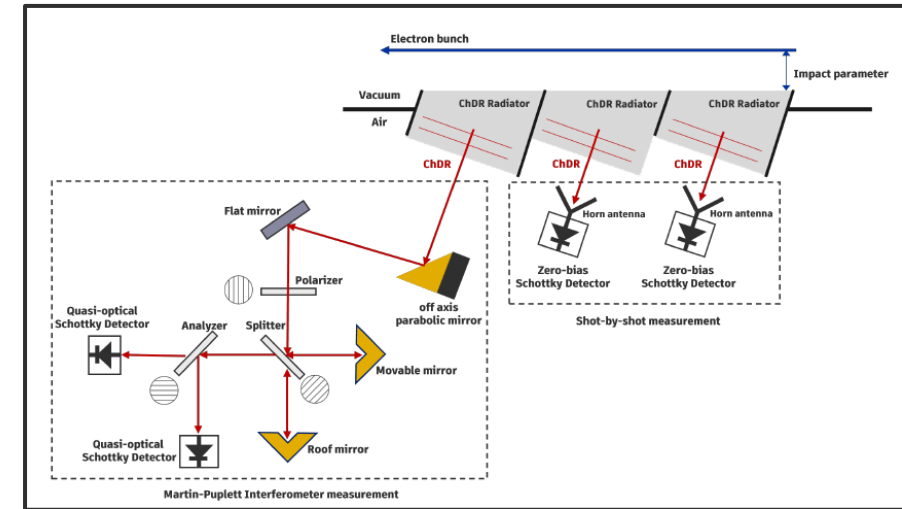 Electron bunch
Impact parameter
Vacuum
Air
ChDR Radiator
ChDR Radiator
ChDR Radiator
ChDR
ChDR
ChDR
Flat mirror
Horn antenna
Horn antenna
Polarizer
Zero-bias
Schottky Detector
Zero-bias
Schottky Detector
off axis
parabolic mirror
Shot-by-shot measurement
Quasi-optical
Schottky Detector
Analyzer
Splitter
Movable mirror
Quasi-optical
Schottky Detector
Roof mirror
Martin-Puplett Interferometer measurement